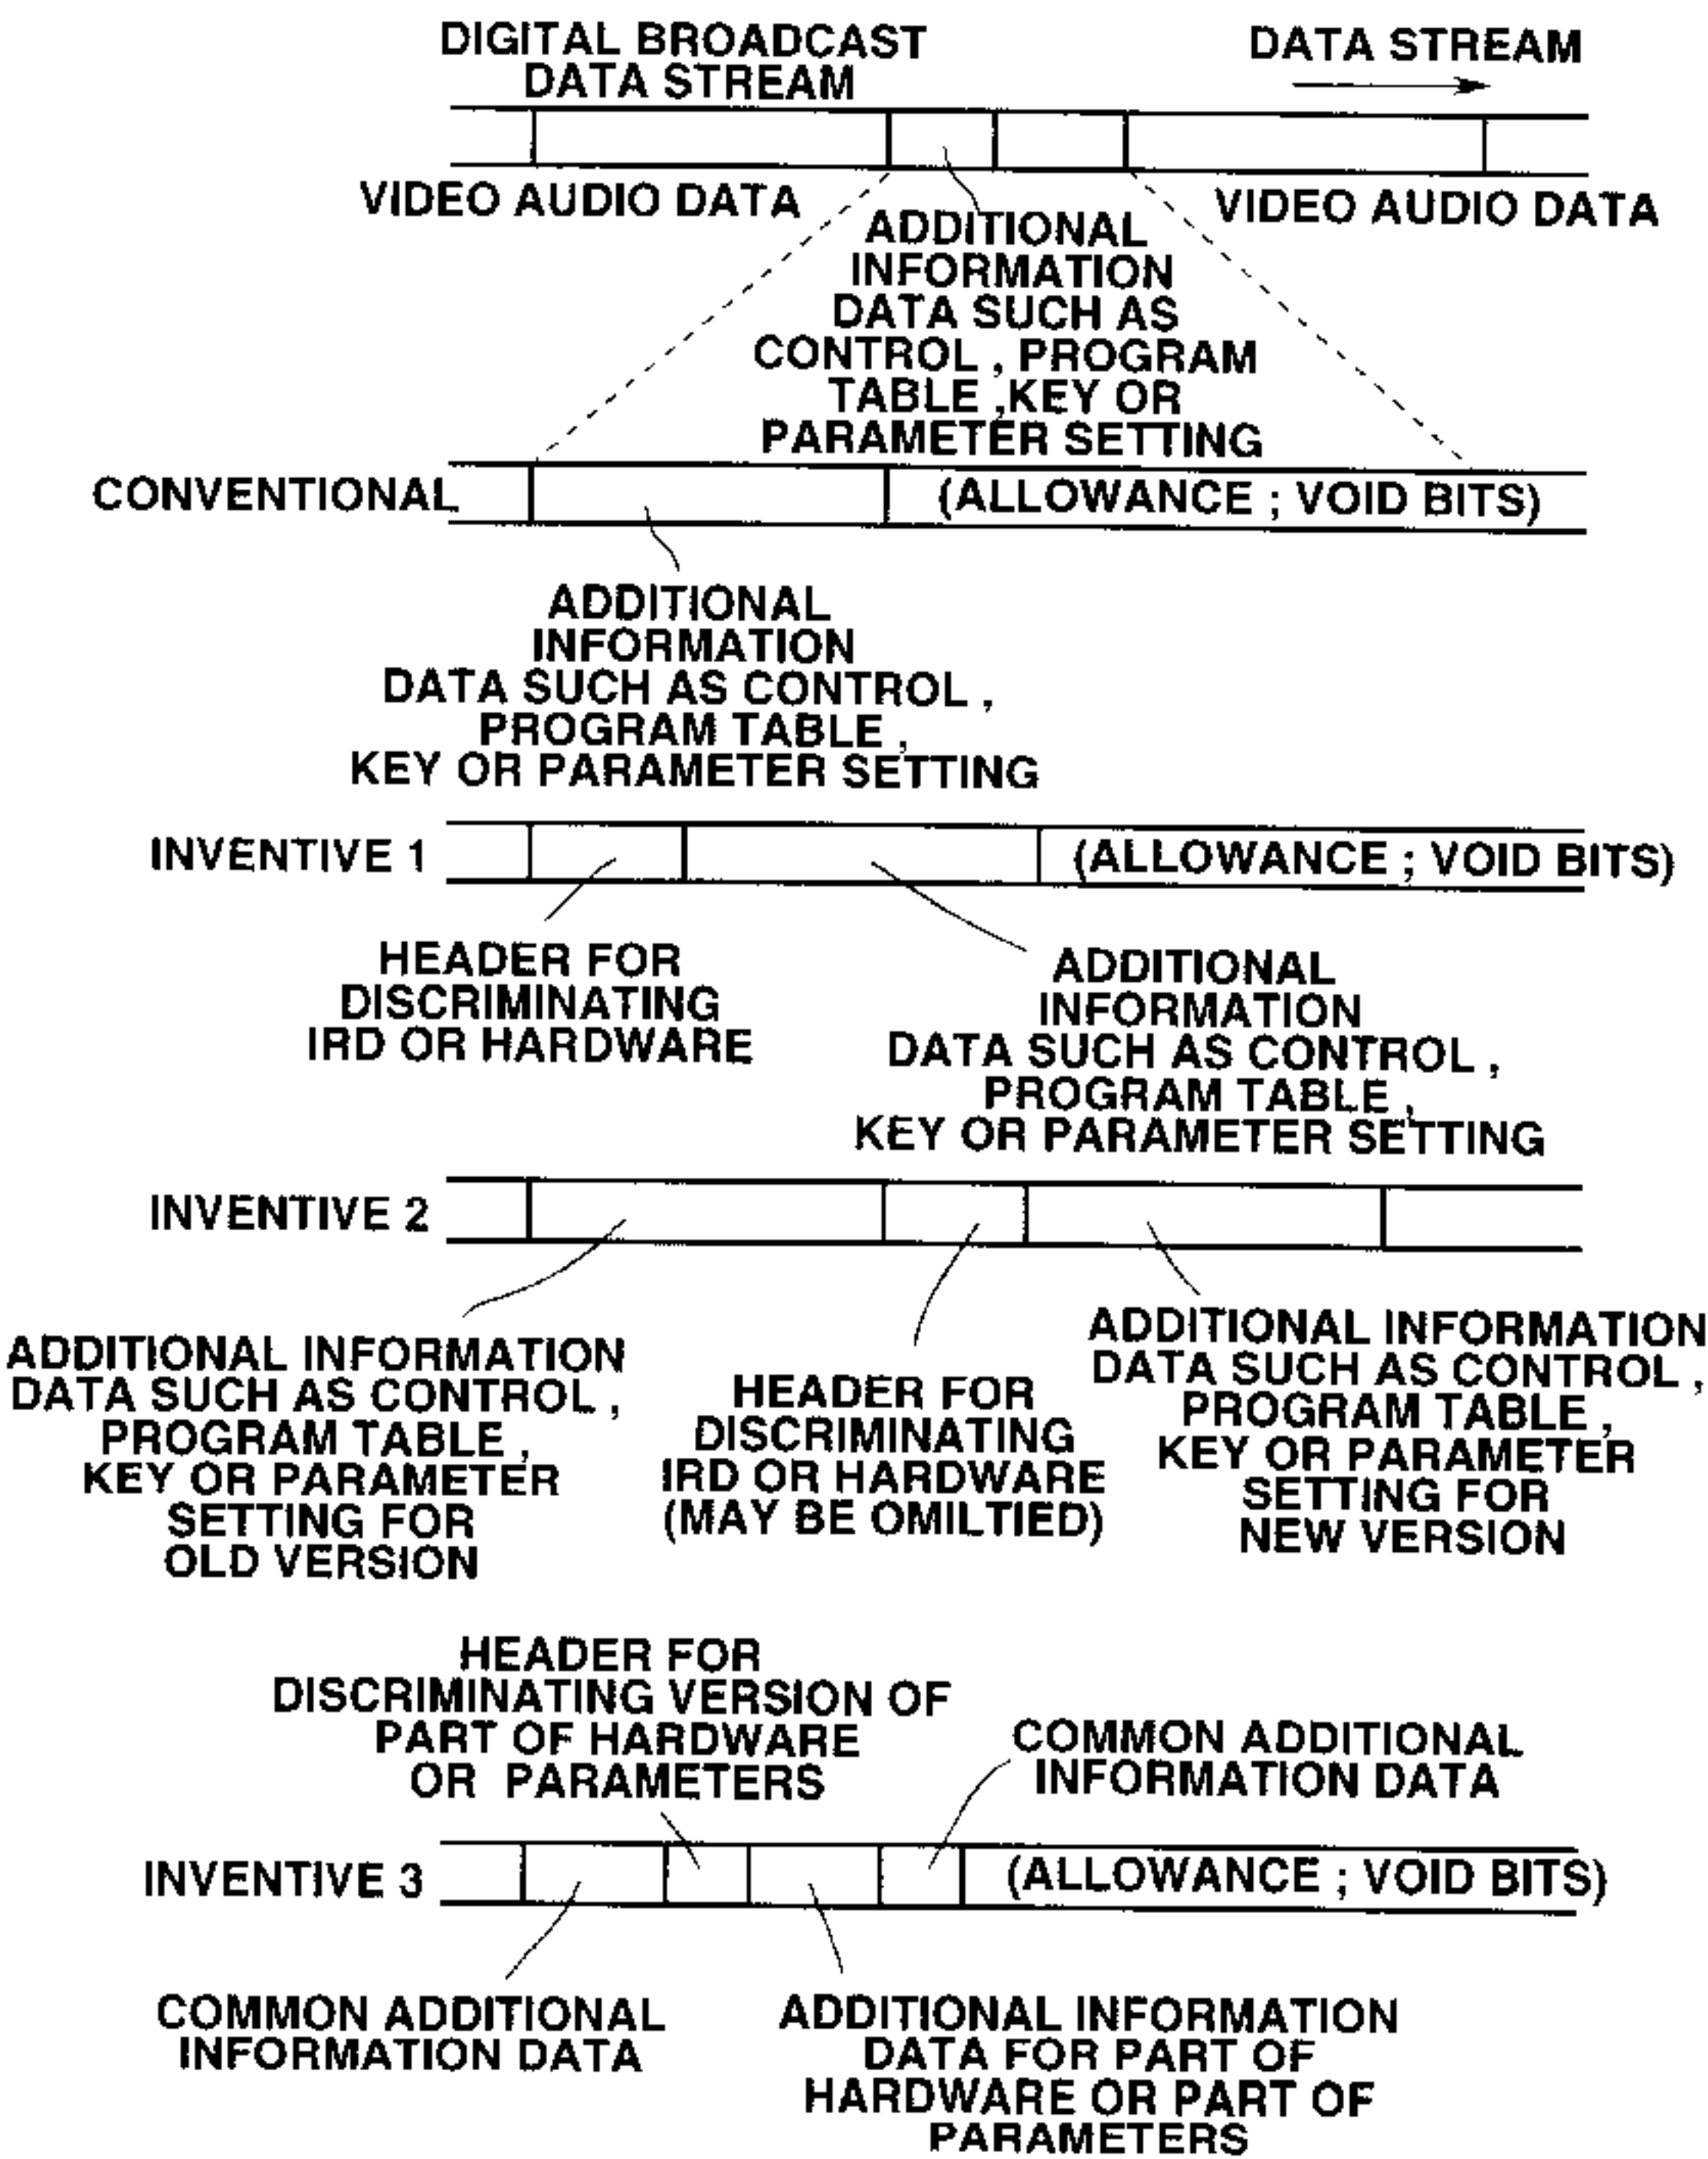 DIGITAL BROADCAST
DATA STREAM
DATA STREAM
VIDEO AUDIO DATA
VIDEO AUDIO DATA
ADDITIONAL
INFORMATION
DATA SUCH AS
CONTROL , PROGRAM
TABLE ,KEY OR
PARAMETER SETTING
CONVENTIONAL
(ALLOWANCE ; VOID BITS)
ADDITIONAL
INFORMATION
DATA SUCH AS CONTROL ,
PROGRAM TABLE ,
KEY OR PARAMETER SETTING
INVENTIVE 1
(ALLOWANCE ; VOID BITS)
HEADER FOR
DISCRIMINATING
IRD OR HARDWARE
ADDITIONAL
INFORMATION
DATA SUCH AS CONTROL ,
PROGRAM TABLE ,
KEY OR PARAMETER SETTING
INVENTIVE 2
ADDITIONAL INFORMATION
DATA SUCH AS CONTROL ,
PROGRAM TABLE ,
KEY OR PARAMETER
SETTING FOR
OLD VERSION
HEADER FOR
DISCRIMINATING
IRD OR HARDWARE
(MAY BE OMILTIED)
ADDITIONAL INFORMATION
DATA SUCH AS CONTROL ,
PROGRAM TABLE ,
KEY OR PARAMETER
SETTING FOR
NEW VERSION
HEADER FOR
DISCRIMINATING VERSION OF
PART OF HARDWARE
OR PARAMETERS
COMMON ADDITIONAL
INFORMATION DATA
INVENTIVE 3
(ALLOWANCE ; VOID BITS)
COMMON ADDITIONAL
INFORMATION DATA
ADDITIONAL INFORMATION
DATA FOR PART OF
HARDWARE OR PART OF
PARAMETERS